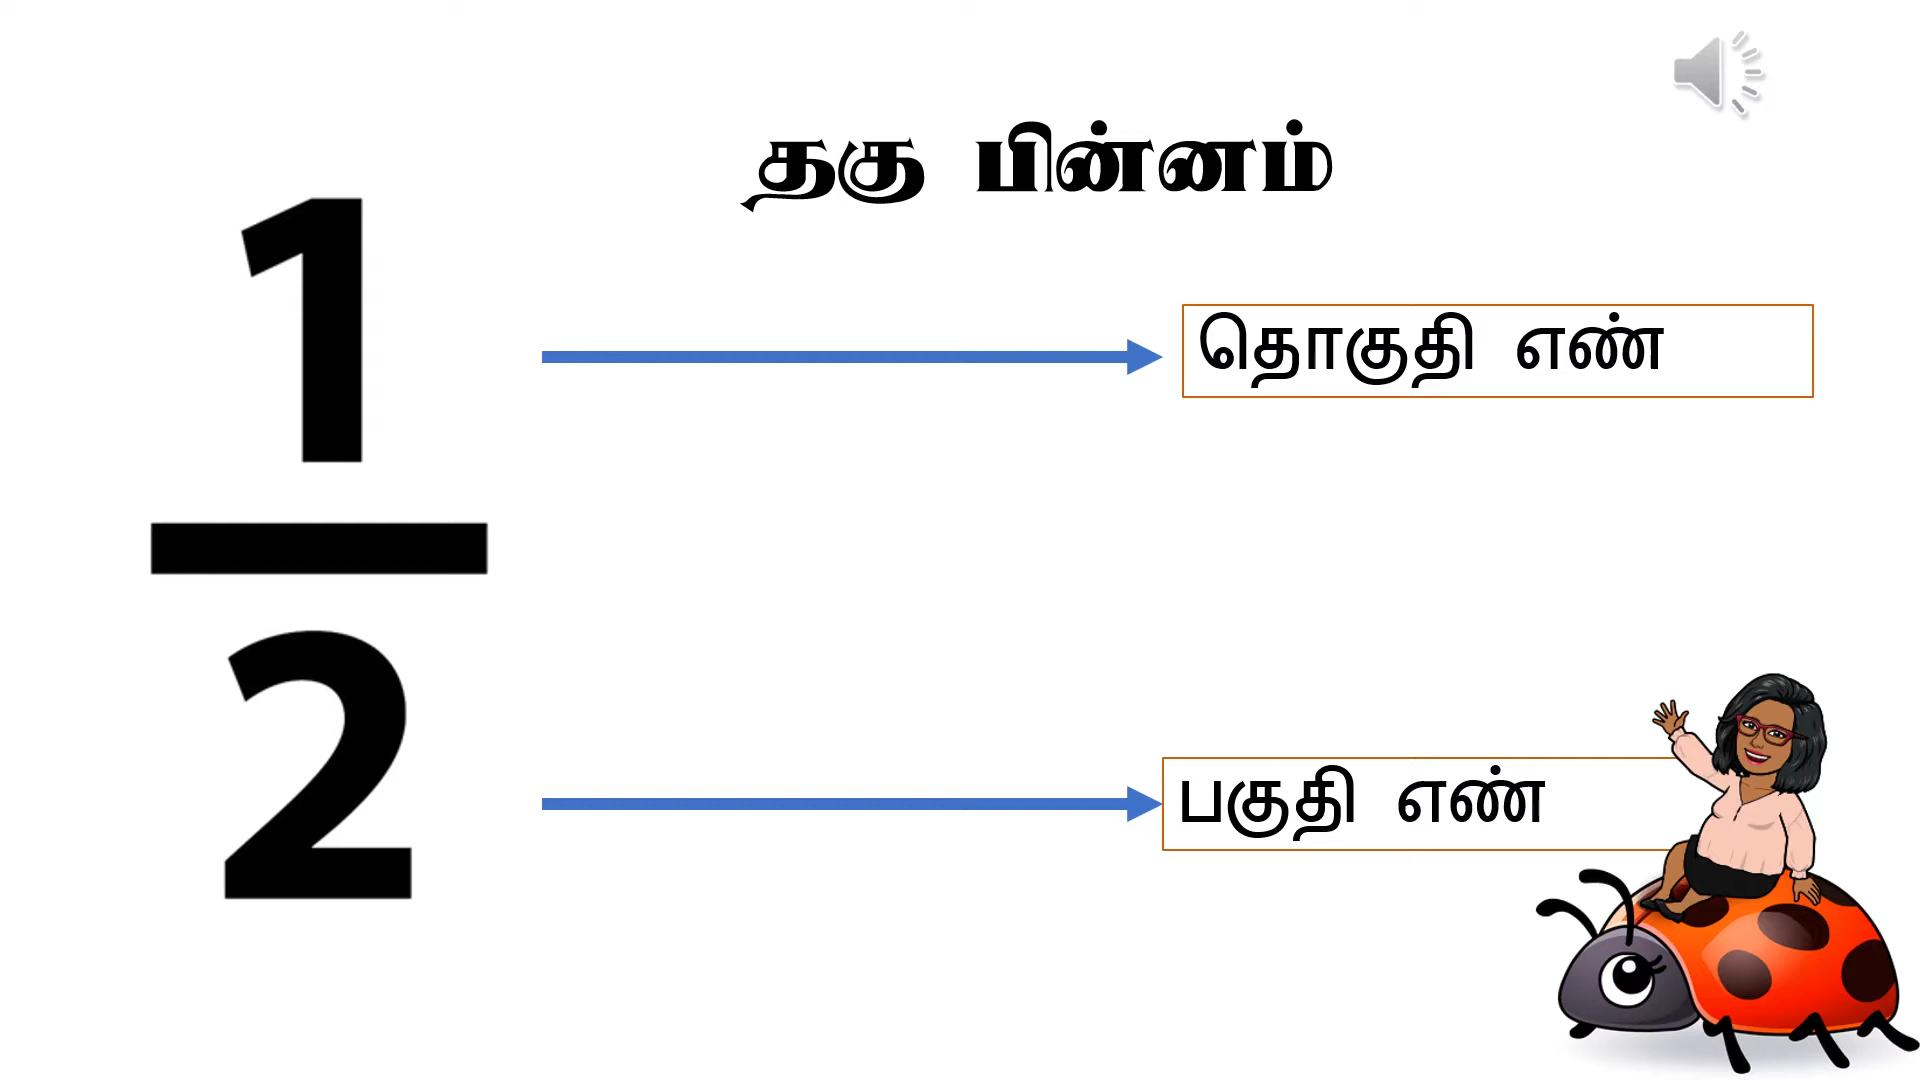 தகு பின்னம்
1
தொகுதி எண்
2
பகுதி எண்